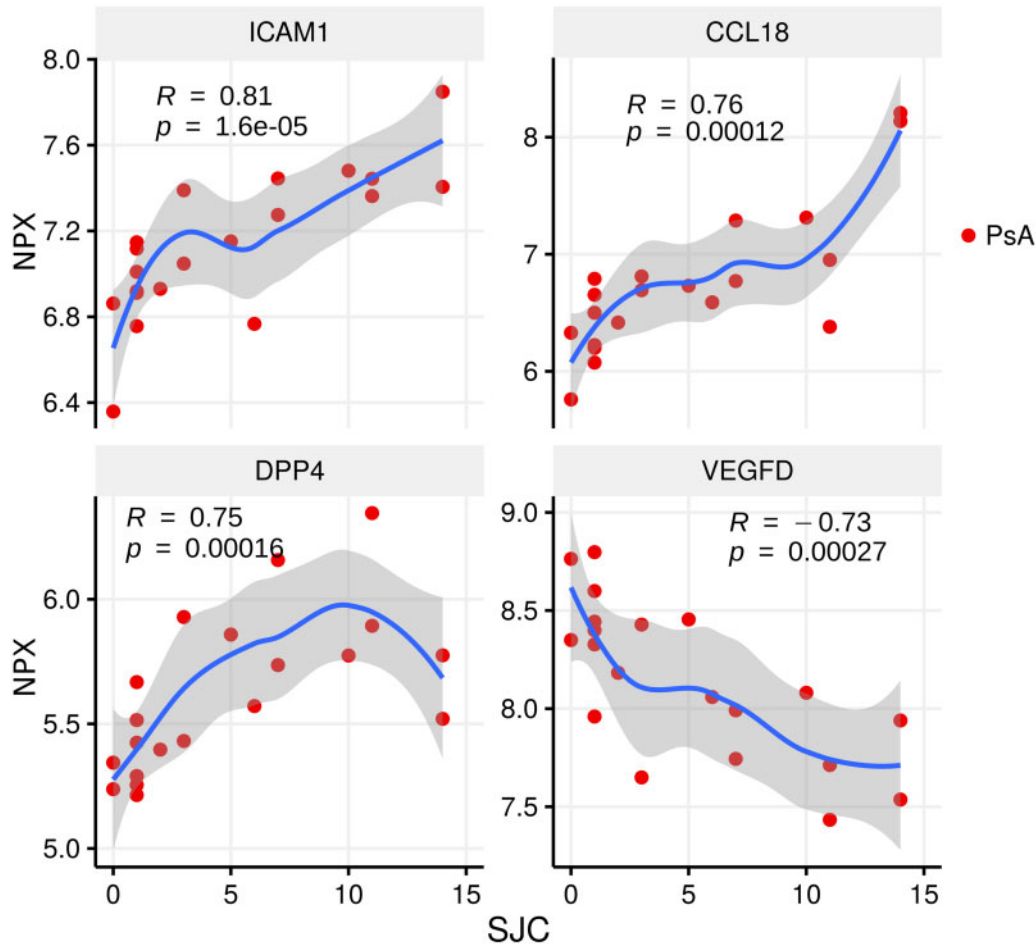 ICAM1
CCL18
8.0
7.6
7.2
6.8
6.4
NPX
R = 0.81
p = 1.6e-05
8
7
6
R = 0.76
p = 0.00012
PsA
DPP4
VEGFD
6.0
5.5
5.0
NPX
R = 0.75
p = 0.00016
9.0
8.5
8.0
7.5
R = −0.73
p = 0.00027
0 5 10 15
0 5 10 15
SJC